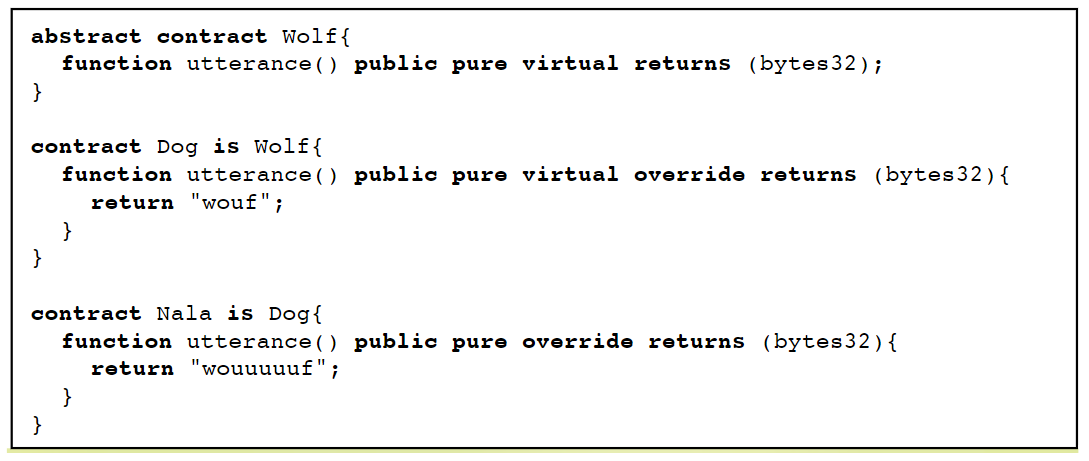 abstract contract Wolf{
function utterance() public pure virtual returns (bytes32);
}
contract Dog is Wolf{
function utterance() public pure virtual override returns (bytes32){
return "wouf";
}
}
contract Nala is Dog{
function utterance() public pure override returns (bytes32){
return "wouuuuuf";
}
}